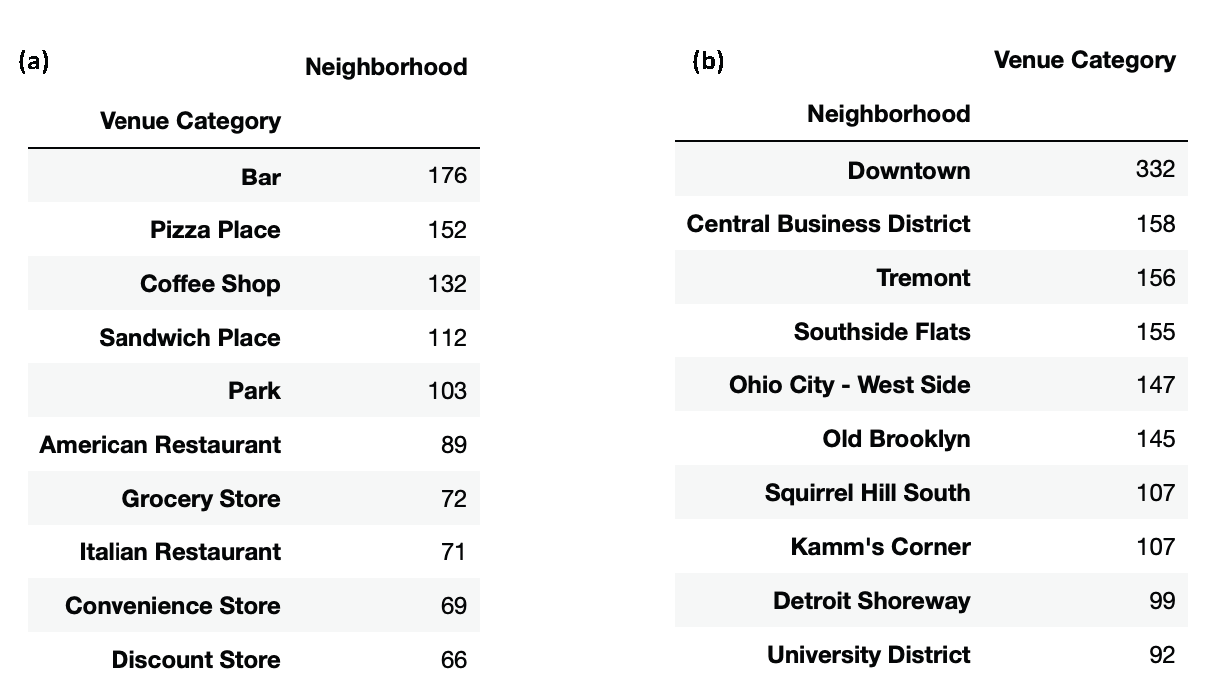 (a)
Neighborhood
Venue Category
Bar 176
Pizza Place 152
Coffee Shop 132
Sandwich Place 112
Park 103
American Restaurant 89
Grocery Store 72
Italian Restaurant 71
Convenience Store 69
Discount Store 66
(b)
Venue Category
Neighborhood
Downtown 332
Central Business District 158
Tremont 156
Southside Flats 155
Ohio City - West Side 147
Old Brooklyn 145
Squirrel Hill South 107
Kamm's Corner 107
Detroit Shoreway 99
University District 92